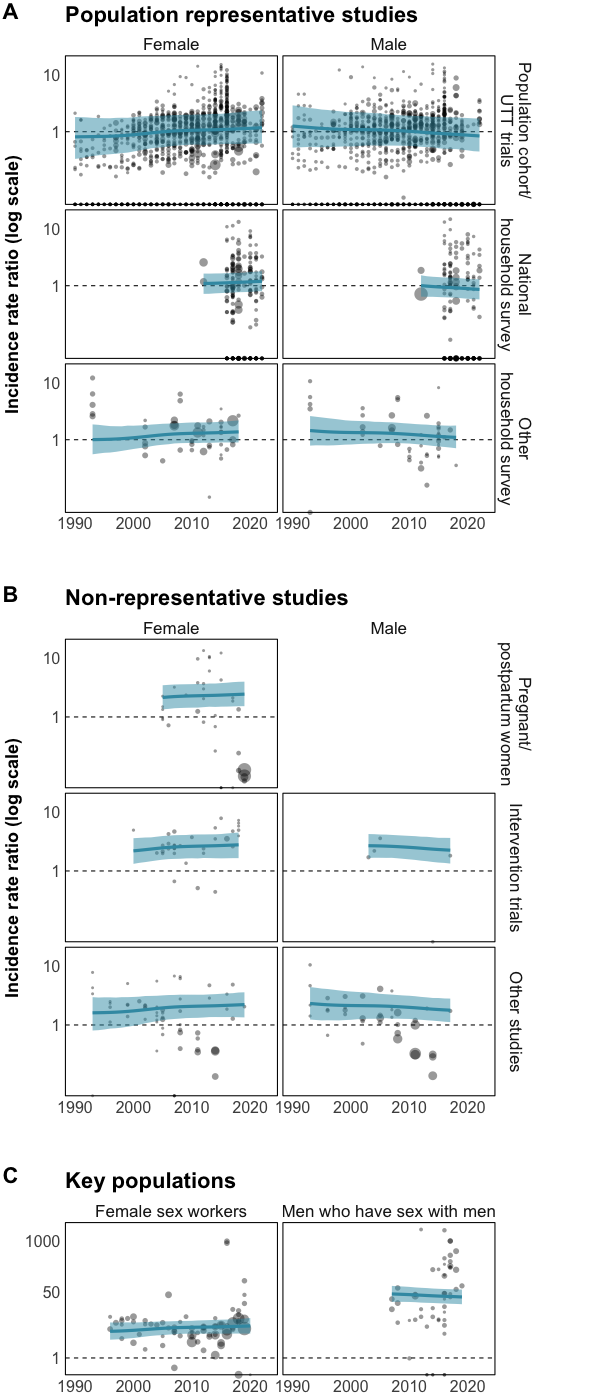 A Population representative studies
Female Male
10
1
Population cohort/
UTT trials
10
1
National
household survey
10
1
Other
household survey
Incidence rate ratio (log scale)
1990 2000 2010 2020 1990 2000 2010 2020
B Non-representative studies
Female Male
10
1
Pregnant/
postpartum women
10
1
Intervention trials
10
1
Other studies
Incidence rate ratio (log scale)
1990 2000 2010 2020 1990 2000 2010 2020
C Key populations
Female sex workers Men who have sex with men
1000
50
1
1990 2000 2010 2020 1990 2000 2010 2020